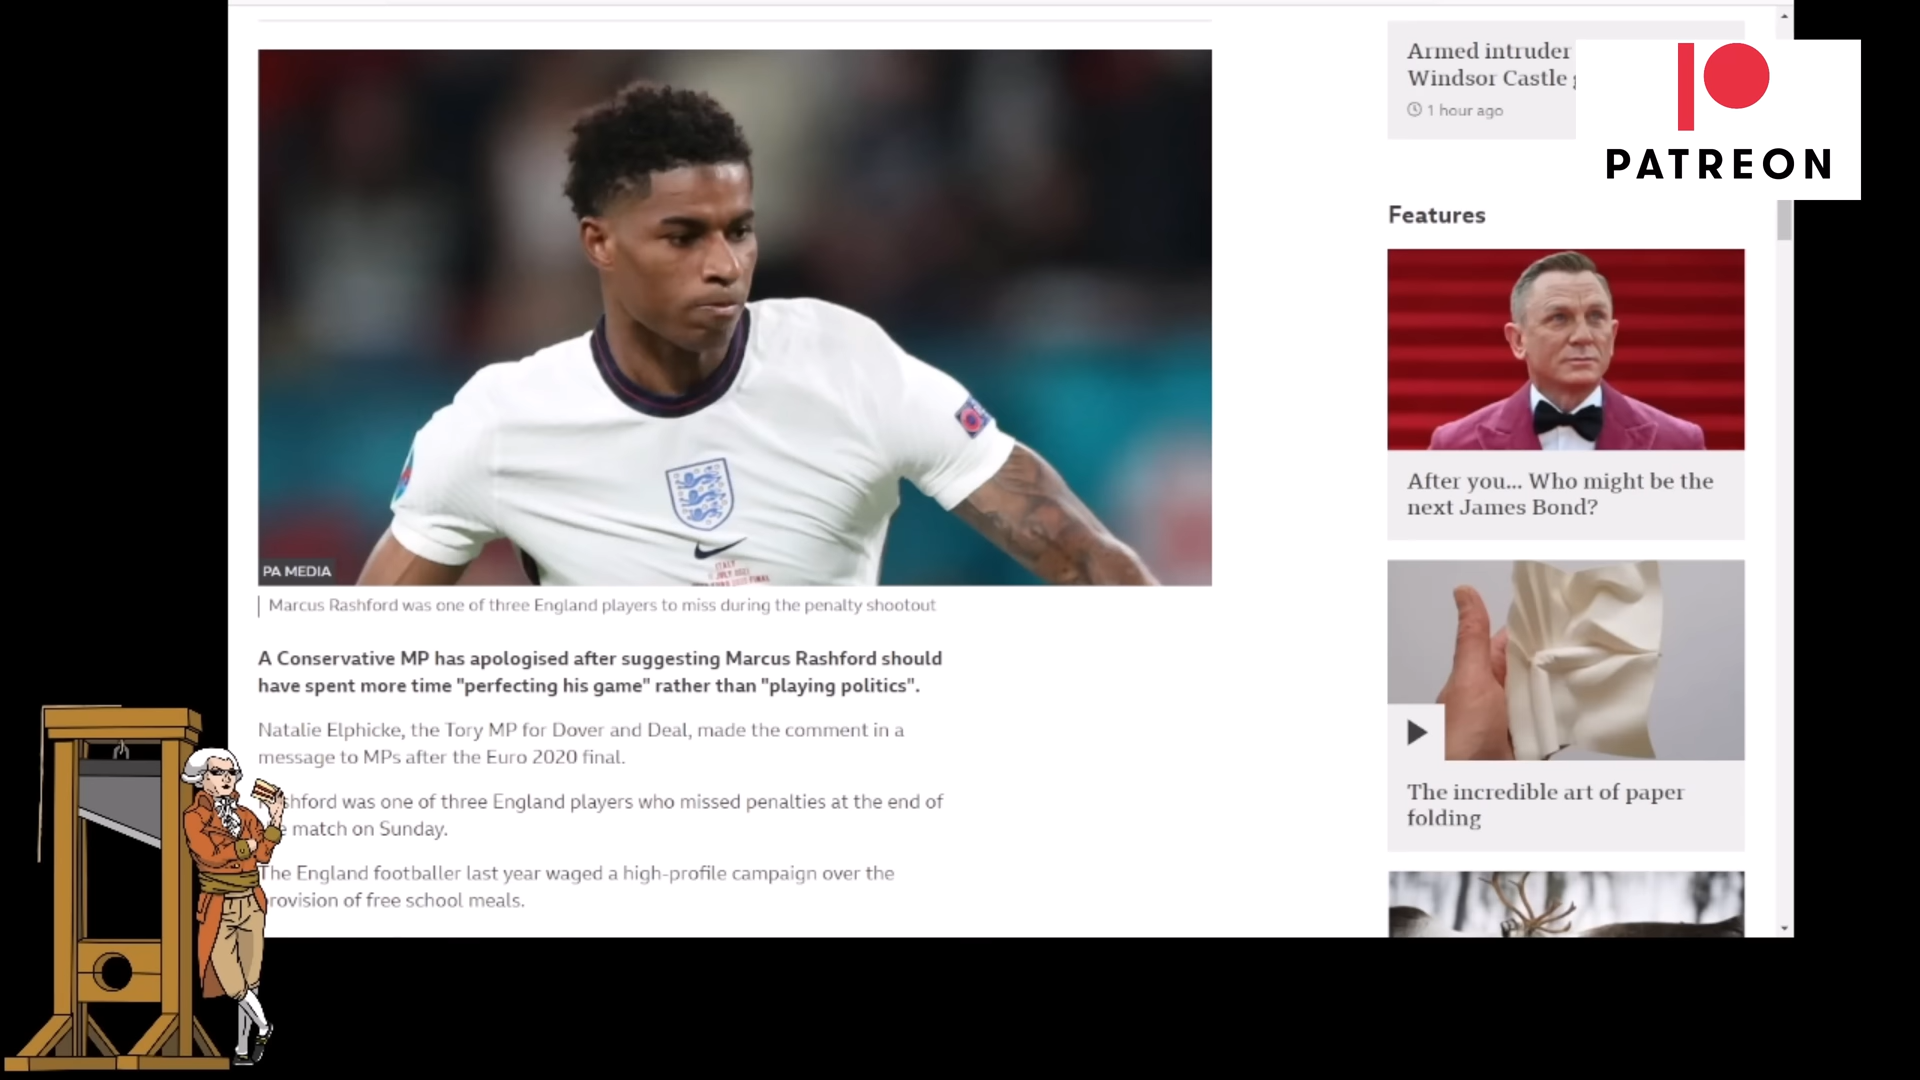 Armed intruder
Windsor Castle
1 hour ago
PATREON
Features
PA MEDIA
Marcus Rashford was one of three England players to miss during the penalty shootout
A Conservative MP has apologised after suggesting Marcus Rashford should
have spent more time "perfecting his game" rather than "playing politics".
Natalie Elphicke, the Tory MP for Dover and Deal, made the comment in a
message to MPs after the Euro 2020 final.
shford was one of three England players who missed penalties at the end of
e match on Sunday.
The England footballer last year waged a high-profile campaign over the
rovision of free school meals.
After you... Who might be the
next James Bond?
The incredible art of paper
folding
ITALY